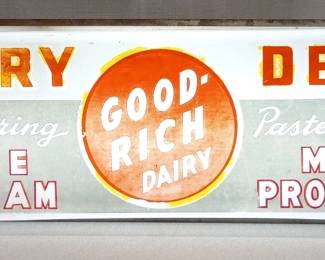 RY
DE
GOOD-
RICH
DAIRY
ring
Paste
E
AM
M
PRO